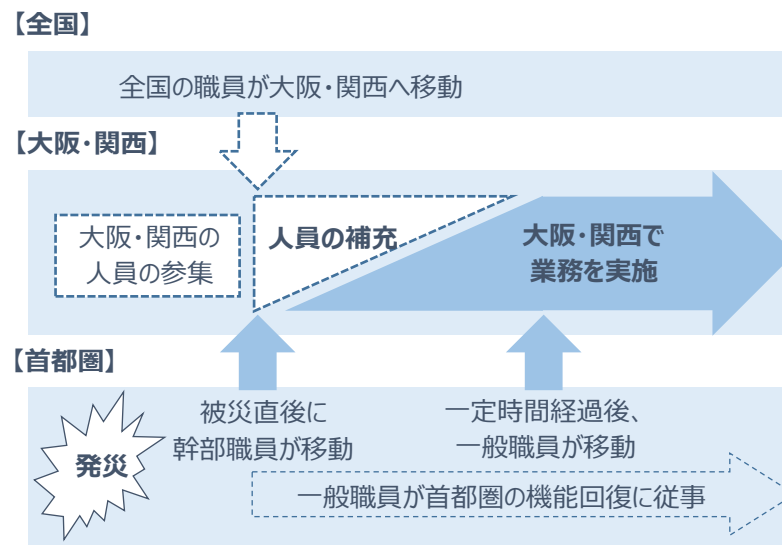 【全国】
全国の職員が大阪・関西へ移動
【大阪・関西】
大阪・関西の
人員の参集
人員の補充
大阪・関西で
業務を実施
【首都圏】
発災
被災直後に
幹部職員が移動
一定時間経過後、
一般職員が移動
一般職員が首都圏の機能回復に従事